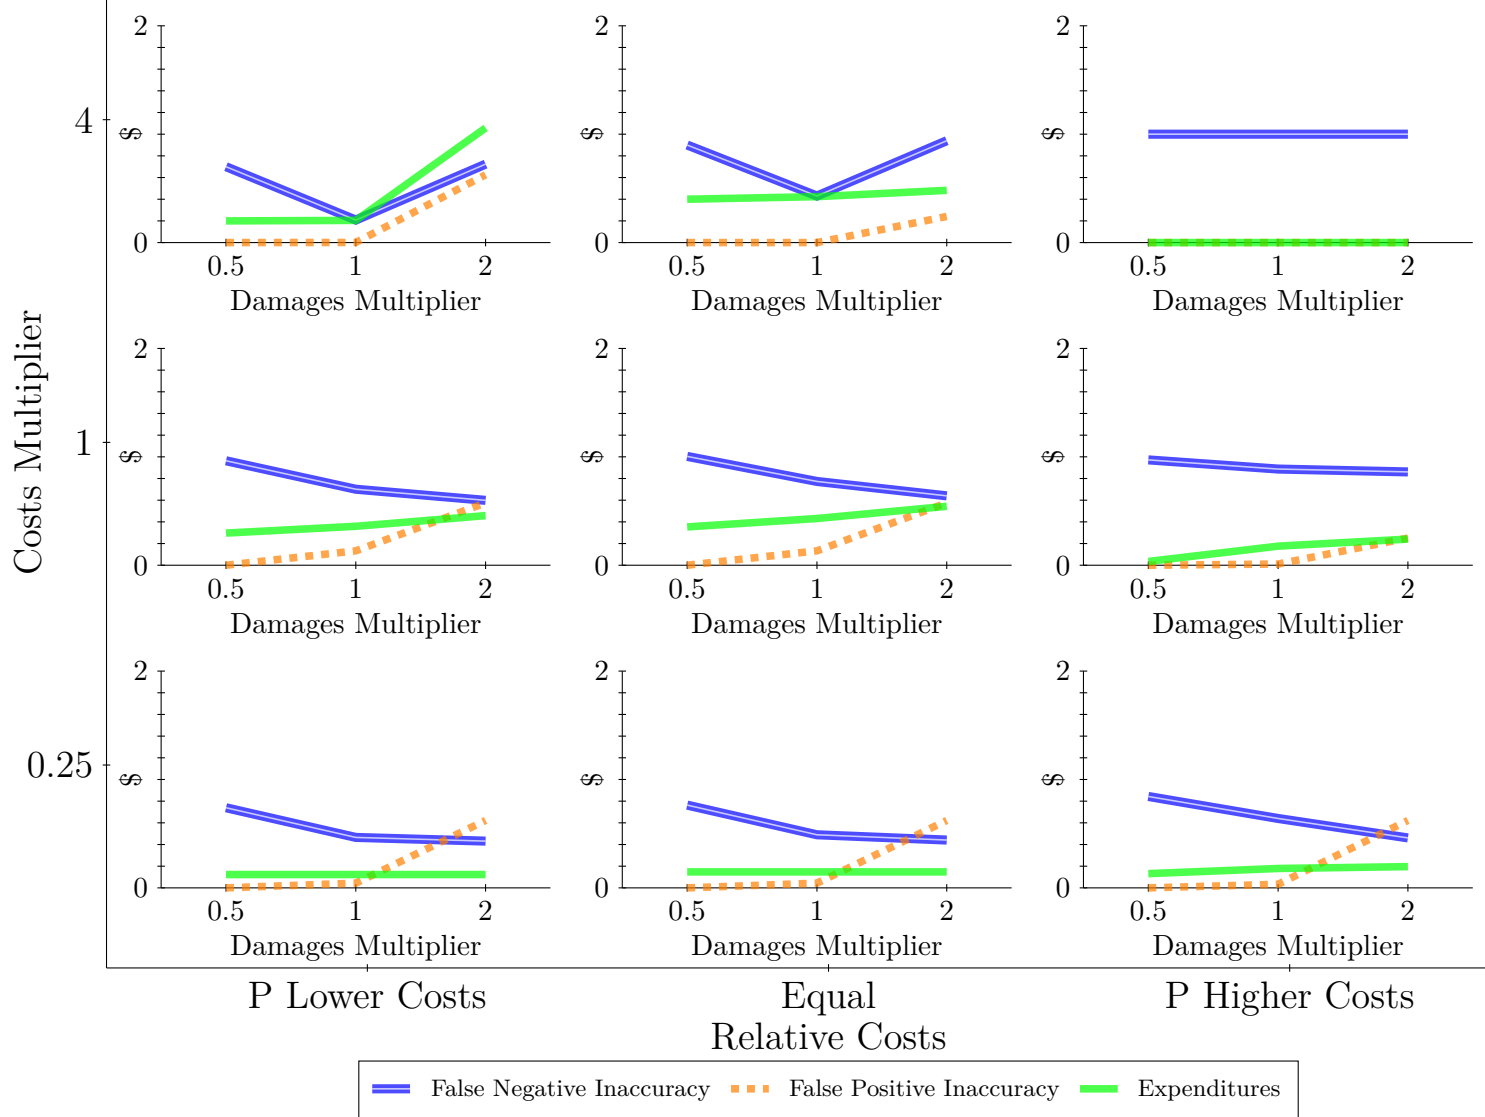 2 2 2
4 $ $ $
0 0 0
0.5 1 2 0.5 1 2 0.5 1 2
Damages Multiplier Damages Multiplier Damages Multiplier
Costs Multiplier
2 2 2
1 $ $ $
0 0 0
0.5 1 2 0.5 1 2 0.5 1 2
Damages Multiplier Damages Multiplier Damages Multiplier
2 2 2
0.25 $ $ $
0 0 0
0.5 1 2 0.5 1 2 0.5 1 2
Damages Multiplier Damages Multiplier Damages Multiplier
P Lower Costs Equal P Higher Costs
Relative Costs
False Negative Inaccuracy False Positive Inaccuracy Expenditures